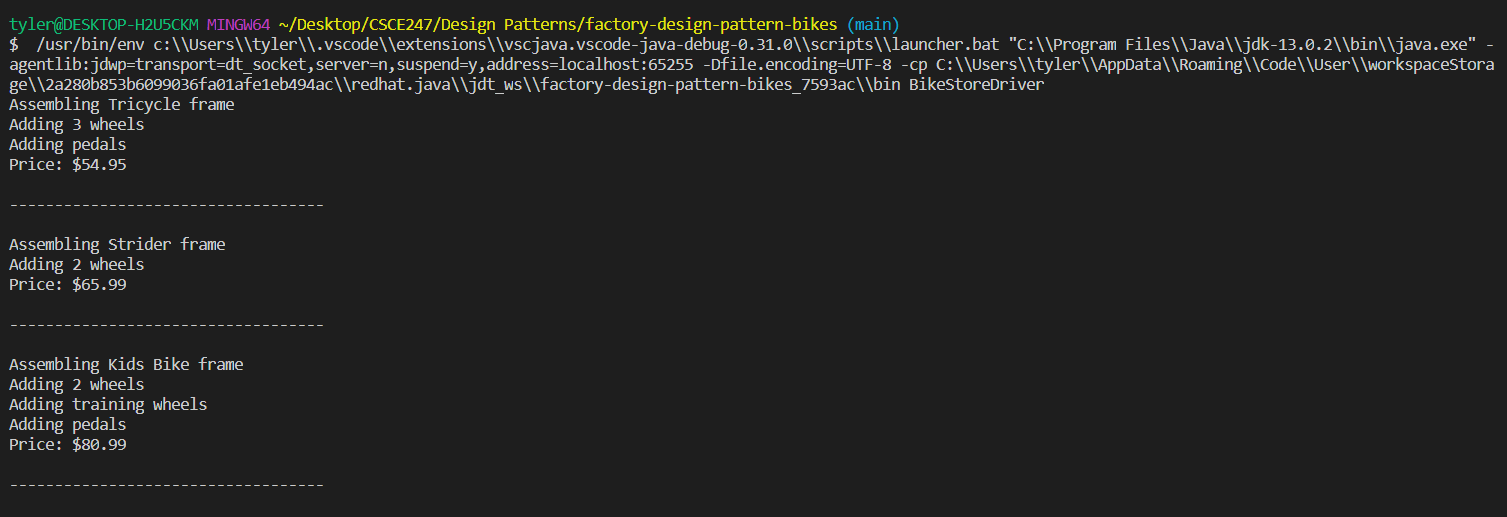 tyler@DESKTOP-H2U5CKM MINGW64 ~/Desktop/CSCE247/Design Patterns/factory-design-pattern-bikes (main)
$  /usr/bin/env c:\\Users\\tyler\\.vscode\\extensions\\vscjava.vscode-java-debug-0.31.0\\scripts\\launcher.bat "C:\\Program Files\\Java\\jdk-13.0.2\\bin\\java.exe" -
agentlib:jdwp=transport=dt_socket,server=n,suspend=y,address=localhost:65255 -Dfile.encoding=UTF-8 -cp C:\\Users\\tyler\\AppData\\Roaming\\Code\\User\\workspaceStora
ge\\2a280b853b6099036fa01afe1eb494ac\\redhat.java\\jdt_ws\\factory-design-pattern-bikes_7593ac\\bin BikeStoreDriver
Assembling Tricycle frame
Adding 3 wheels
Adding pedals
Price: $54.95
-----------------------------------
Assembling Strider frame
Adding 2 wheels
Price: $65.99
-----------------------------------
Assembling Kids Bike frame
Adding 2 wheels
Adding training wheels
Adding pedals
Price: $80.99
-----------------------------------